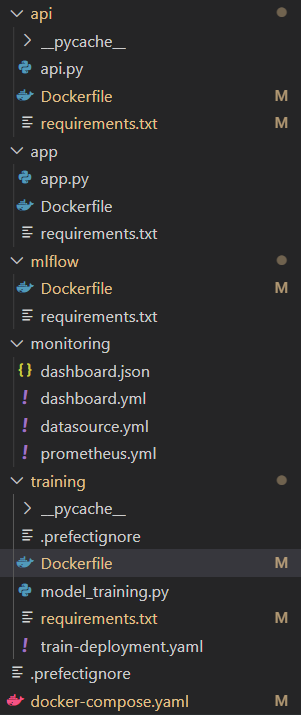 api
__pycache__
api.py
Dockerfile M
requirements.txt M
app
app.py
Dockerfile
requirements.txt
mlflow
Dockerfile M
requirements.txt
monitoring
{} dashboard.json
! dashboard.yml
! datasource.yml
! prometheus.yml
training
__pycache__
.prefectignore
Dockerfile M
model_training.py
requirements.txt M
! train-deployment.yaml
.prefectignore
docker-compose.yaml M